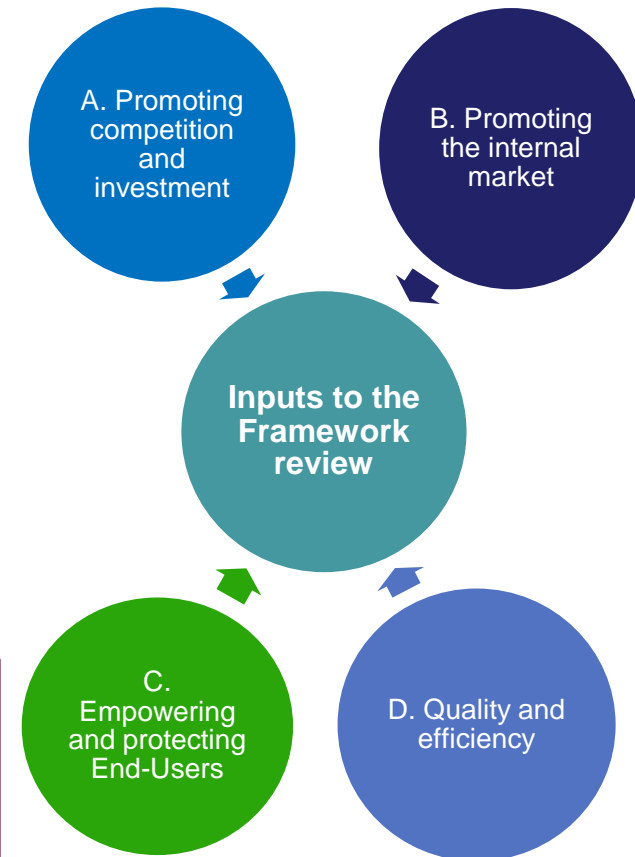 A. Promoting
competition
and
investment
B. Promoting
the internal
market
Inputs to the
Framework
review
C.
Empowering
and protecting
End-Users
D. Quality and
efficiency